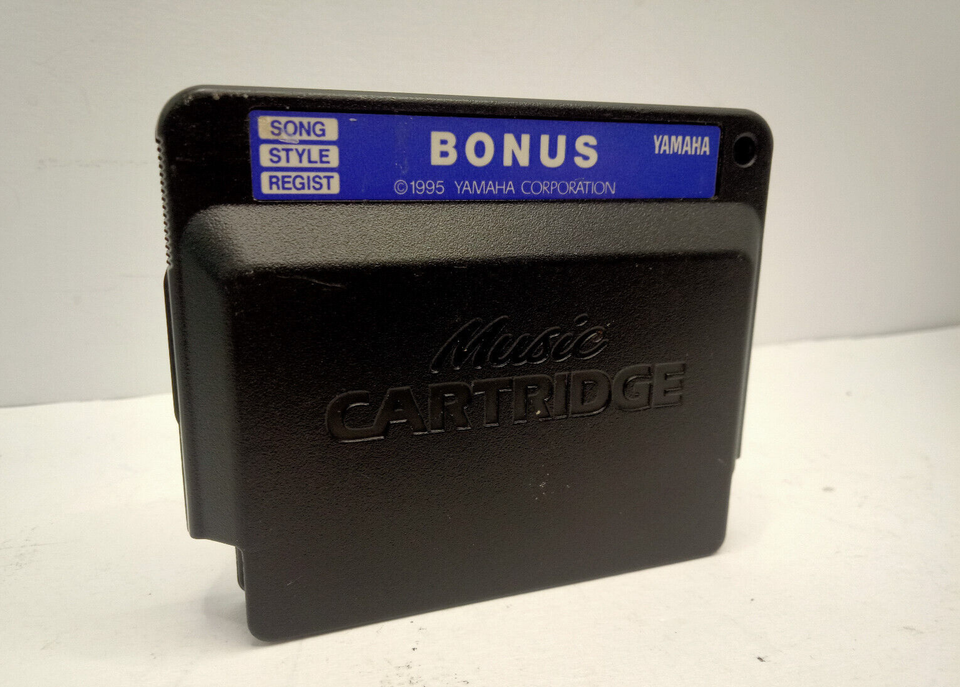 SONG
STYLE
REGIST
BONUS
©1995 YAMAHA CORPORATION
YAMAHA
Music
CARTRIDGE